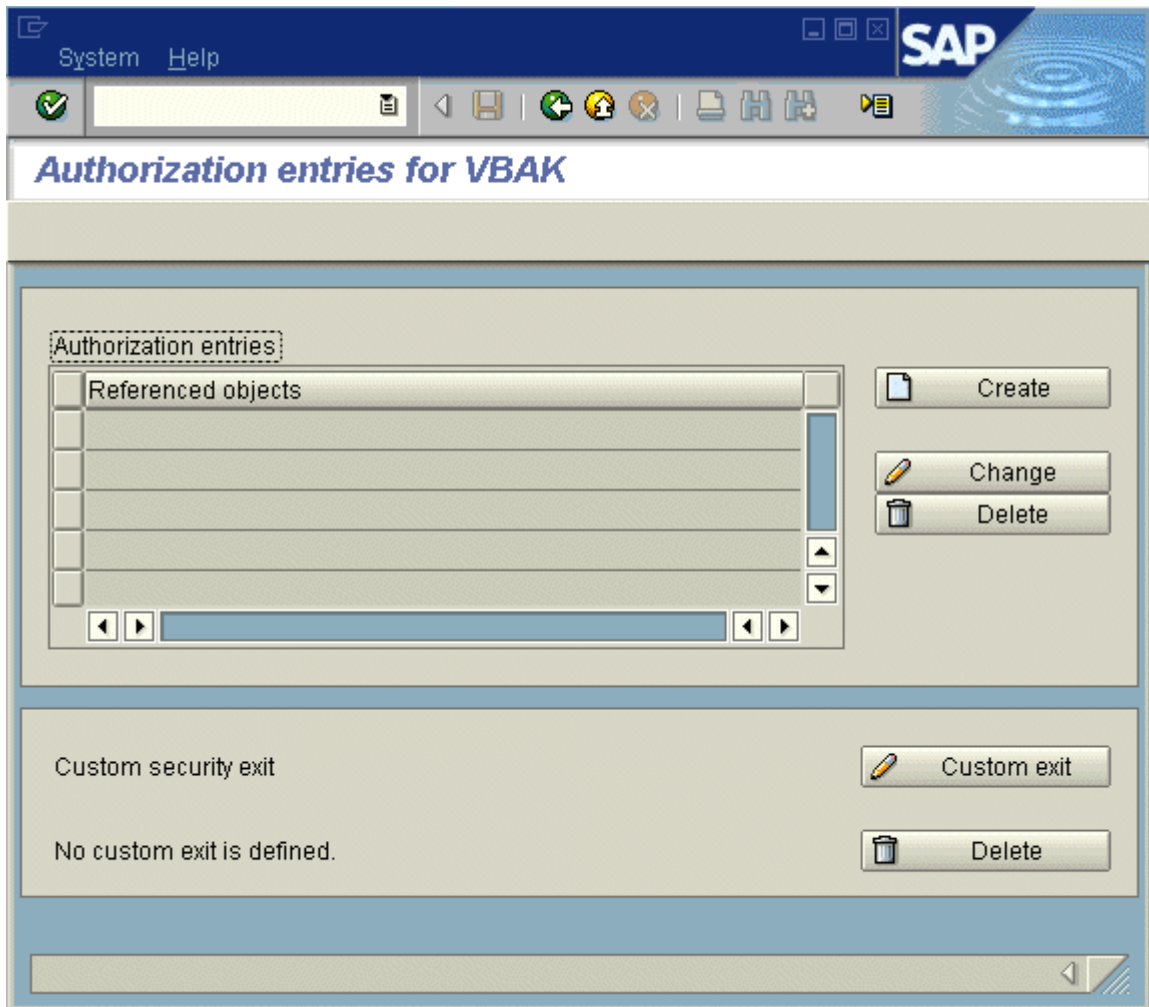 System Help
SAP
Authorization entries for VBAK
Authorization entries
Referenced objects
Create
Change
Delete
Custom security exit
Custom exit
No custom exit is defined.
Delete